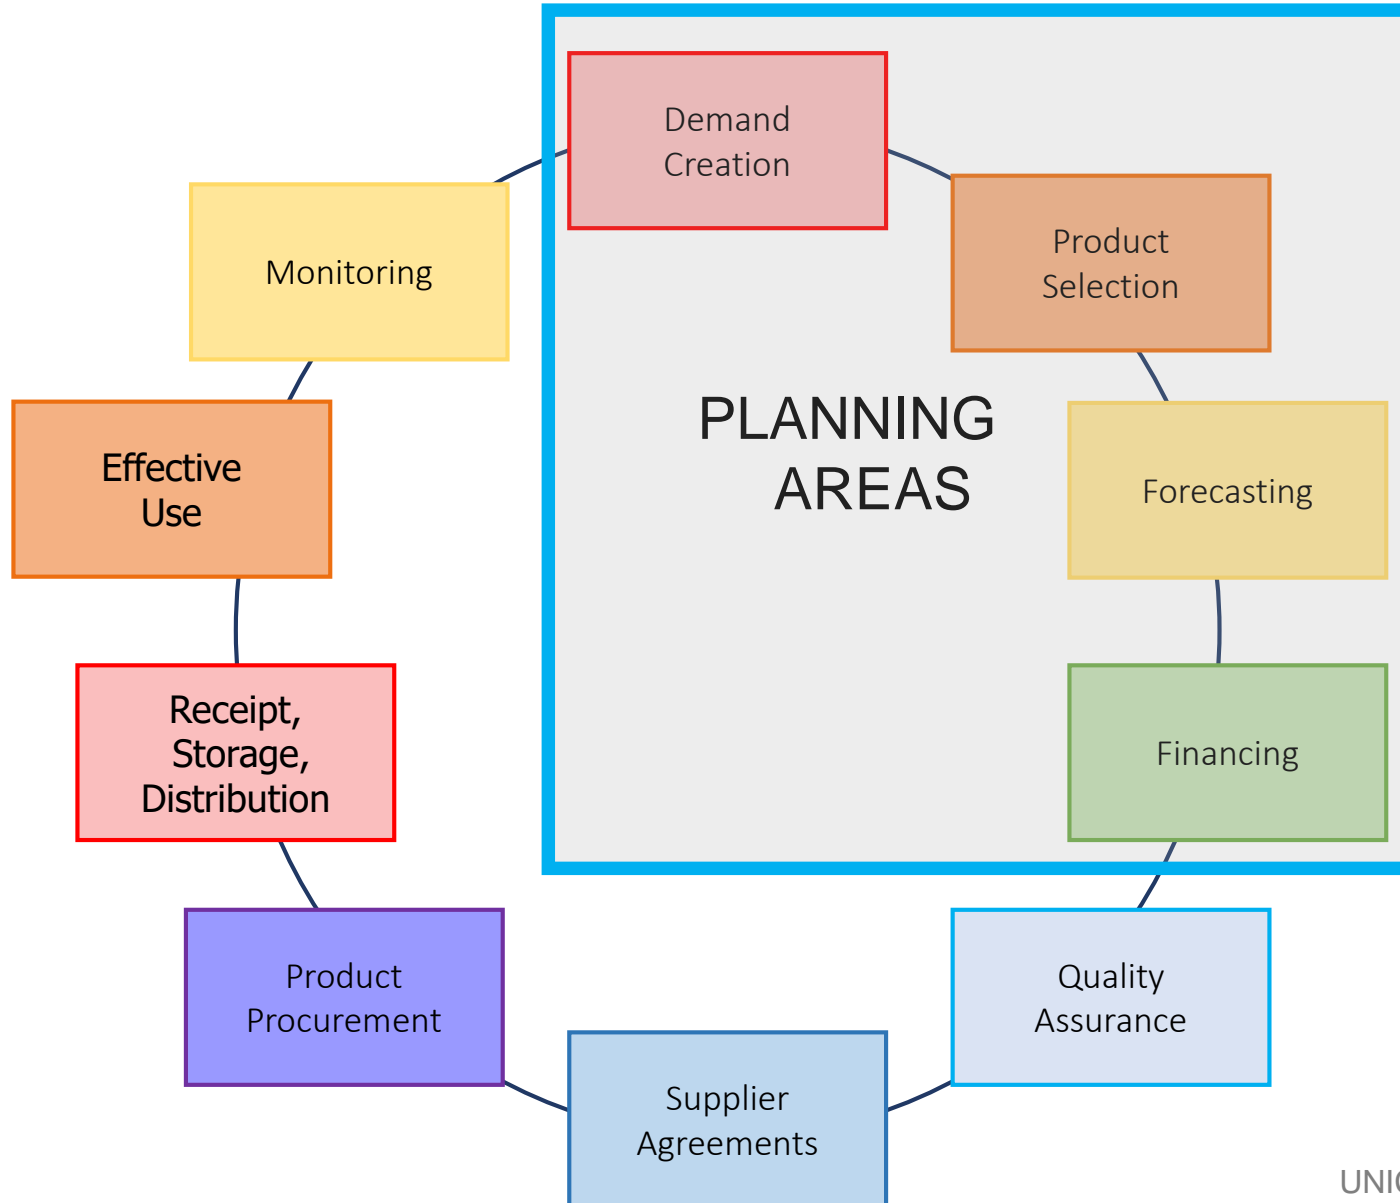 Demand
Creation
Product
Selection
Monitoring
PLANNING
AREAS
Effective
Use
Forecasting
Receipt,
Storage,
Distribution
Financing
Product
Procurement
Quality
Assurance
Supplier
Agreements